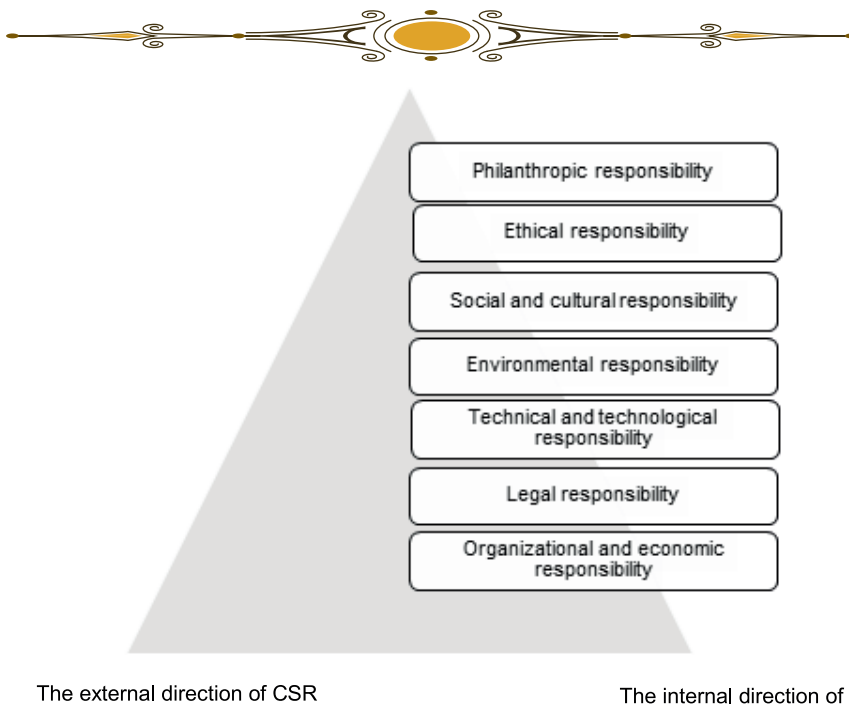 Philanthropic responsibility
Ethical responsibility
Social and cultural responsibility
Environmental responsibility
Technical and technological
responsibility
Legal responsibility
Organizational and economic
responsibility
The external direction of CSR
The internal direction of